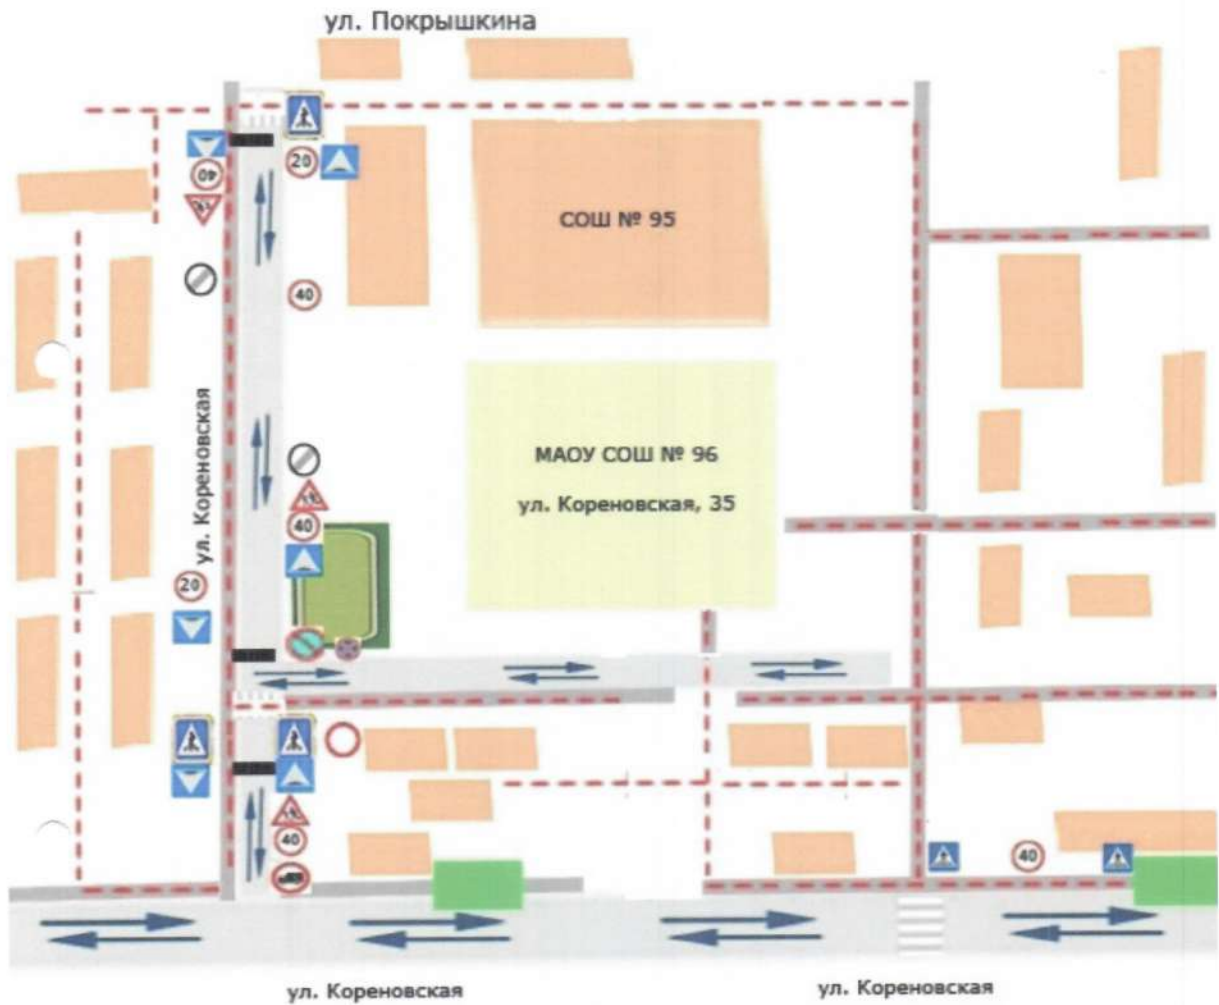 ул. Покрышкина
20
40
СОШ № 95
40
ул. Кореновская
МАОУ СОШ № 96
ул. Кореновская, 35
40
20
40
40
ул. Кореновская
ул. Кореновская